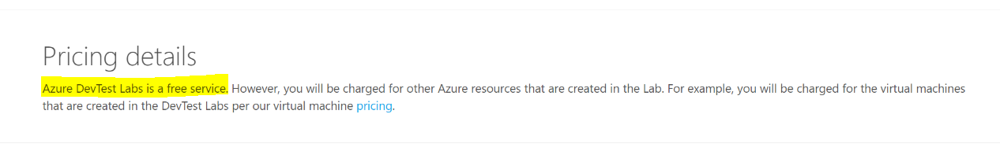 Pricing details
Azure DevTest Labs is a free service. However, you will be charged for other Azure resources that are created in the Lab. For example, you will be charged for the virtual machines
that are created in the DevTest Labs per our virtual machine pricing.